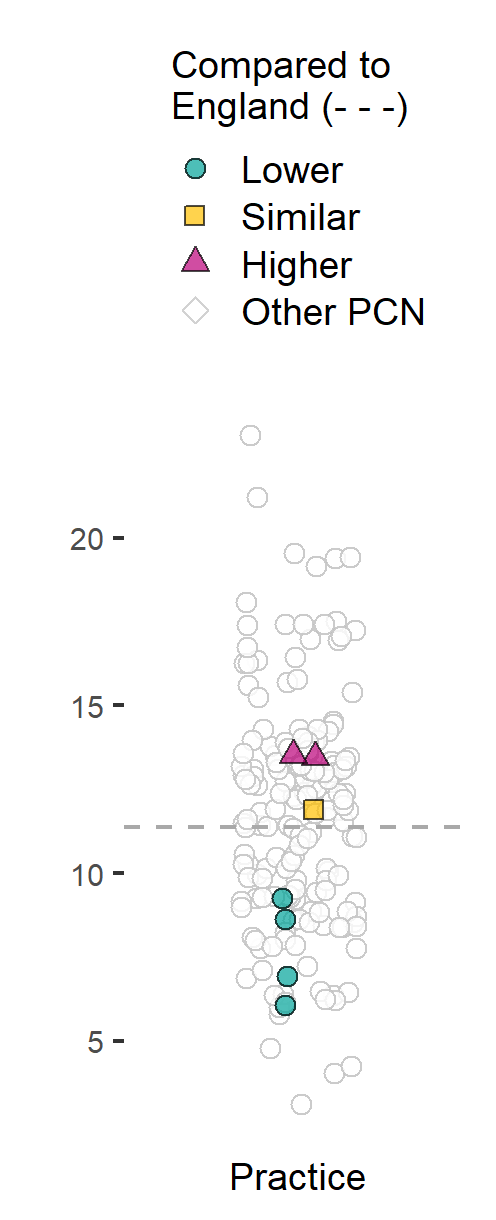 Compared to
England (- - -)
Lower
Similar
Higher
Other PCN
20
15
10
5
Practice